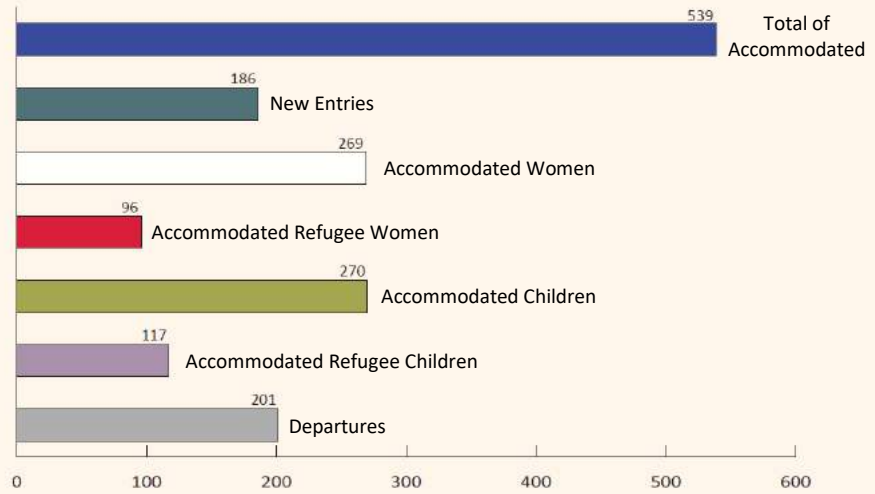 539
Total of
Accommodated
186
New Entries
269
Accommodated Women
96
Accommodated Refugee Women
270
Accommodated Children
117
Accommodated Refugee Children
201
Departures
0 100 200 300 400 500 600